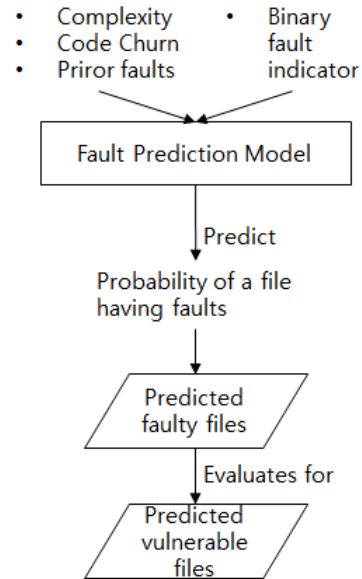 • Complexity
• Code Churn
• Priror faults
• Binary
fault
indicator
Fault Prediction Model
Predict
Probability of a file
having faults
Predicted
faulty files
Evaluates for
Predicted
vulnerable
files